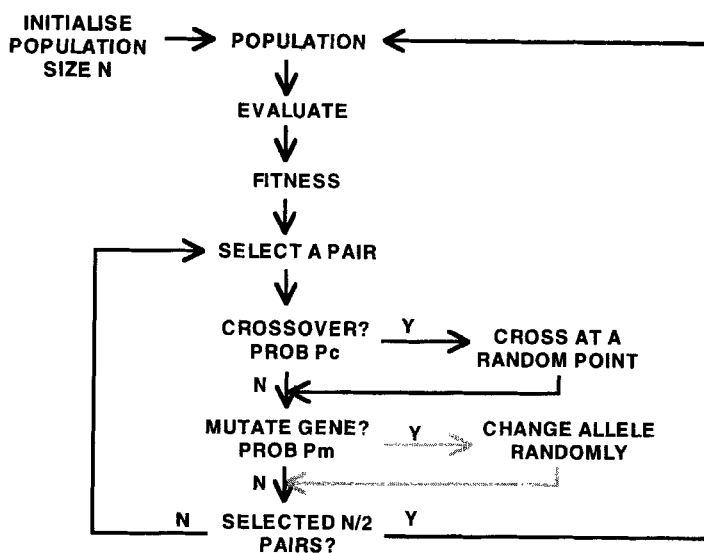 INITIALISE
POPULATION
SIZE N
POPULATION
EVALUATE
FITNESS
SELECT A PAIR
CROSSOVER?
PROB Pc
Y
CROSS AT A
RANDOM POINT
N
MUTATE GENE?
PROB Pm
Y
CHANGE ALLELE
RANDOMLY
N
N
SELECTED N/2
PAIRS?
Y